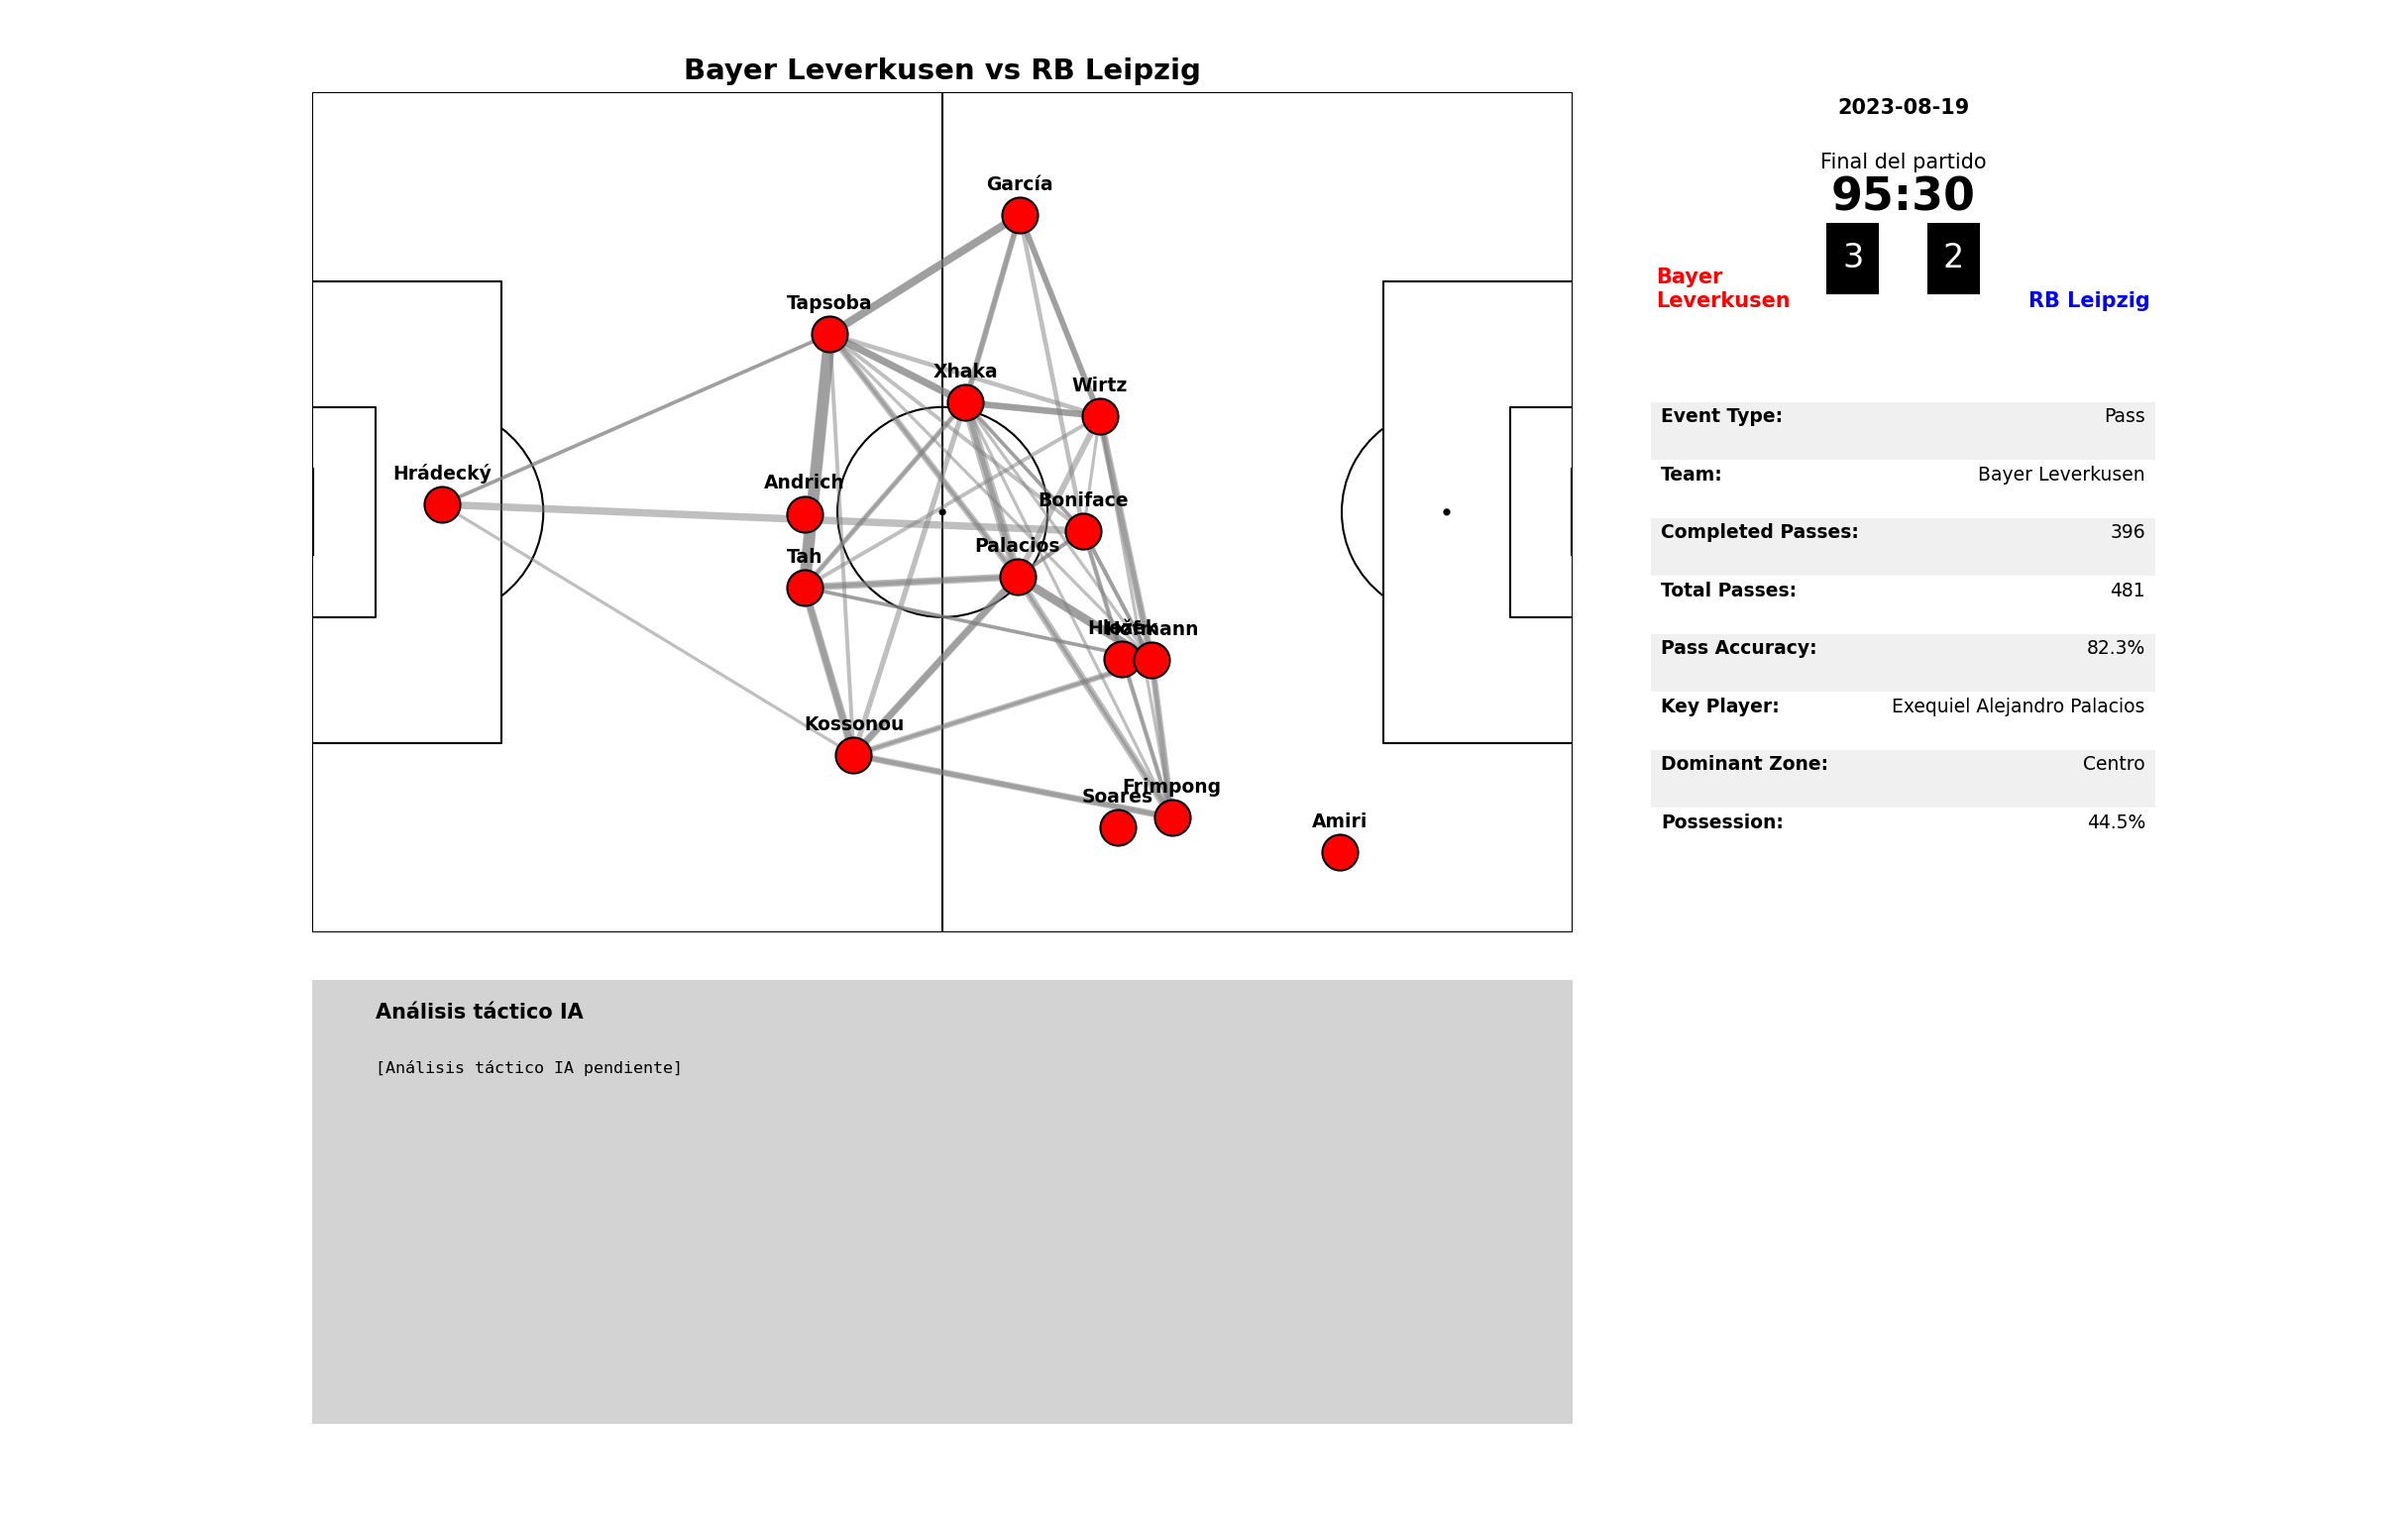 Bayer Leverkusen vs RB Leipzig
García
Tapsoba
Xhaka
Wirtz
Hrádecký
Andrich
Boniface
Palacios
Tah
Hofmann
Kossonou
Frimpong
Soares
Amiri
2023-08-19
Final del partido
95:30
3 2
Bayer
Leverkusen
RB Leipzig
Event Type: Pass
Team: Bayer Leverkusen
Completed Passes: 396
Total Passes: 481
Pass Accuracy: 82.3%
Key Player: Exequiel Alejandro Palacios
Dominant Zone: Centro
Possession: 44.5%
Análisis táctico IA
[Análisis táctico IA pendiente]